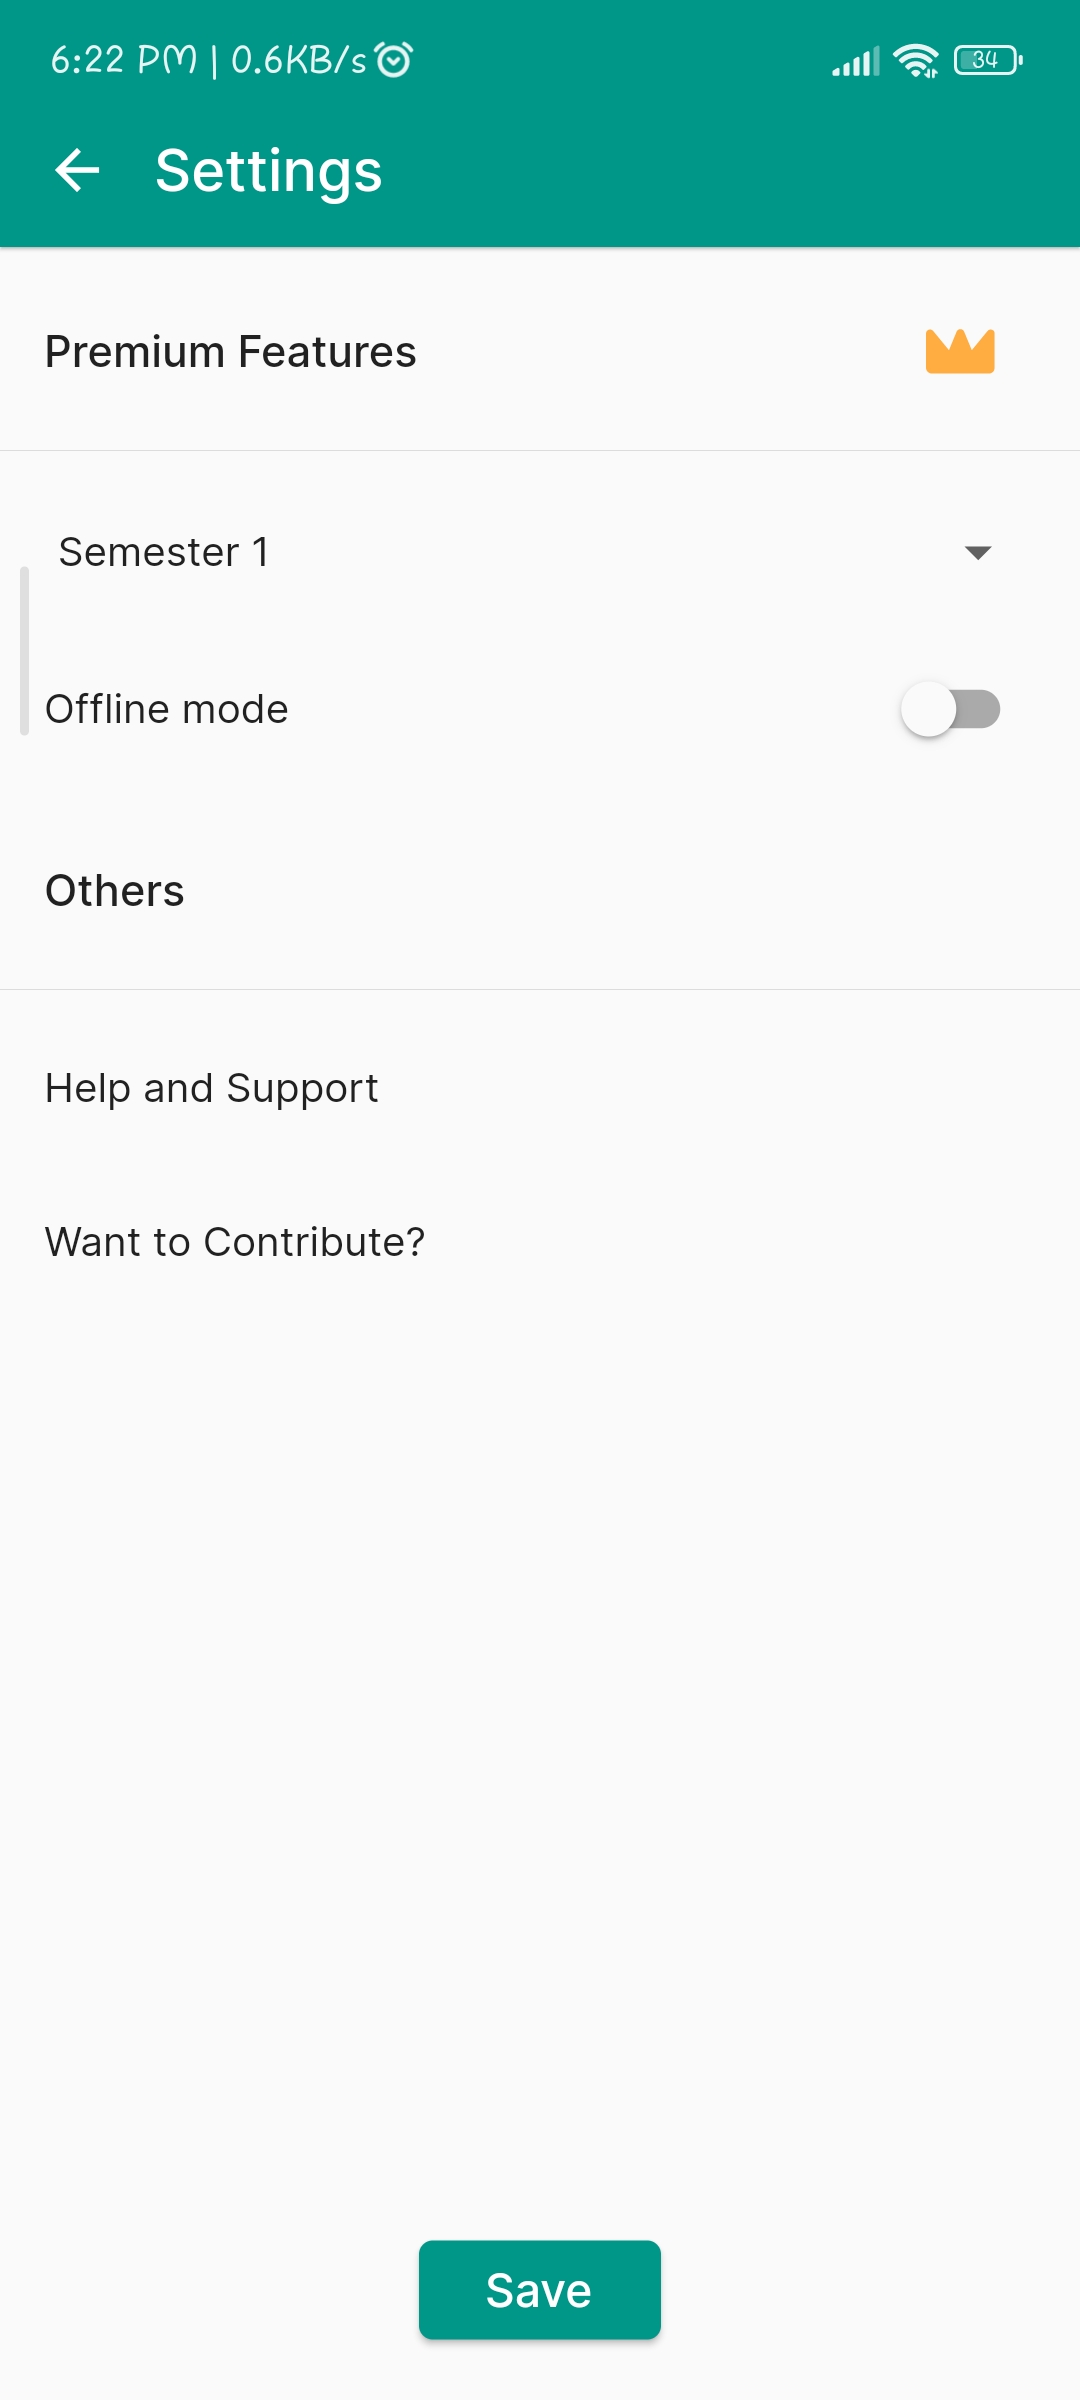 6:22 PM | 0.6KB/s
34
Settings
Premium Features
Semester 1
Offline mode
Others
Help and Support
Want to Contribute?
Save